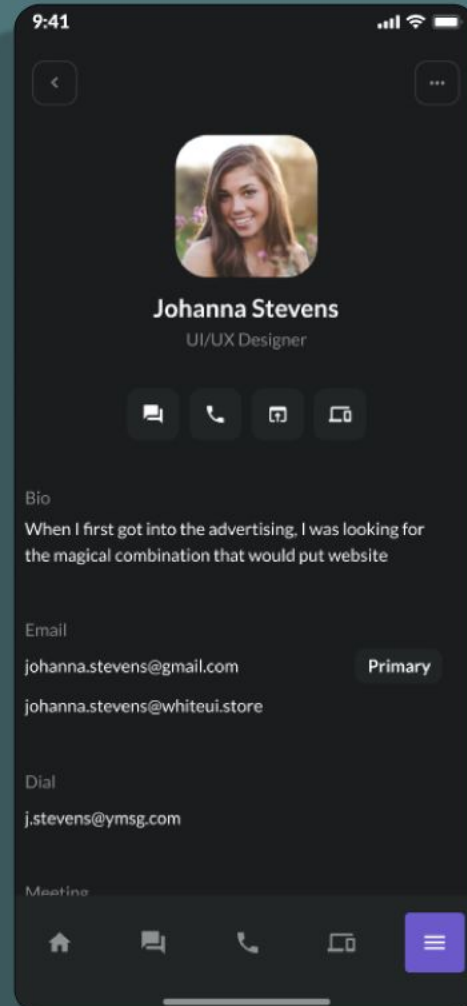 9:41
Johanna Stevens
UI/UX Designer
Bio
When I first got into the advertising, I was looking for
the magical combination that would put website
Email
johanna.stevens@gmail.com Primary
johanna.stevens@whiteui.store
Dial
j.stevens@ymsg.com
Meeting